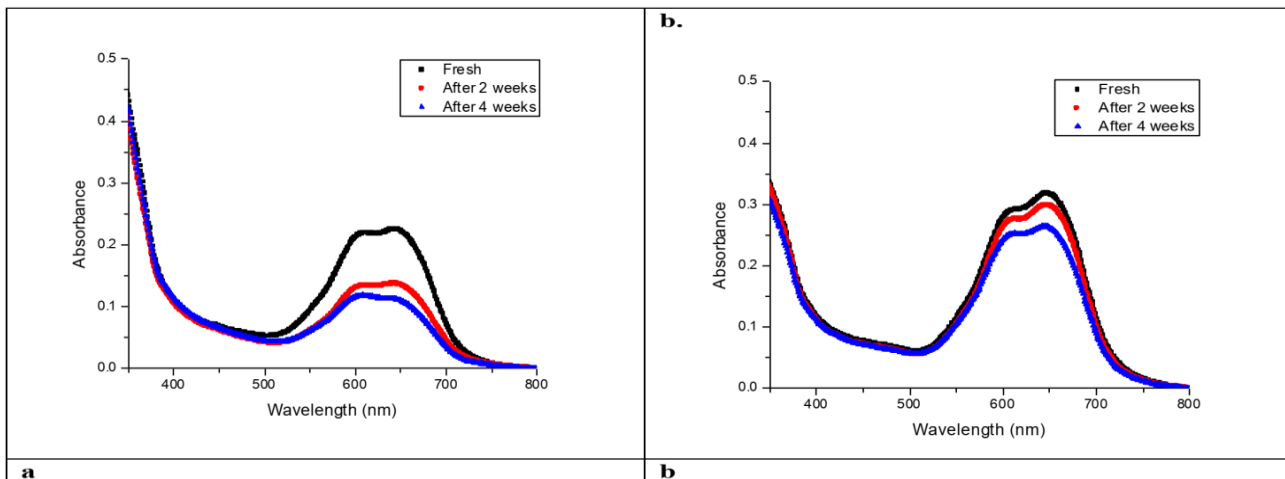 b.
0.5
0.4
0.3
0.2
0.1
0.0
Absorbance
400
500
600
700
800
Wavelength (nm)
Fresh
After 2 weeks
After 4 weeks
0.5
0.4
0.3
0.2
0.1
0.0
Absorbance
400
500
600
700
800
Wavelength (nm)
Fresh
After 2 weeks
After 4 weeks
a
b